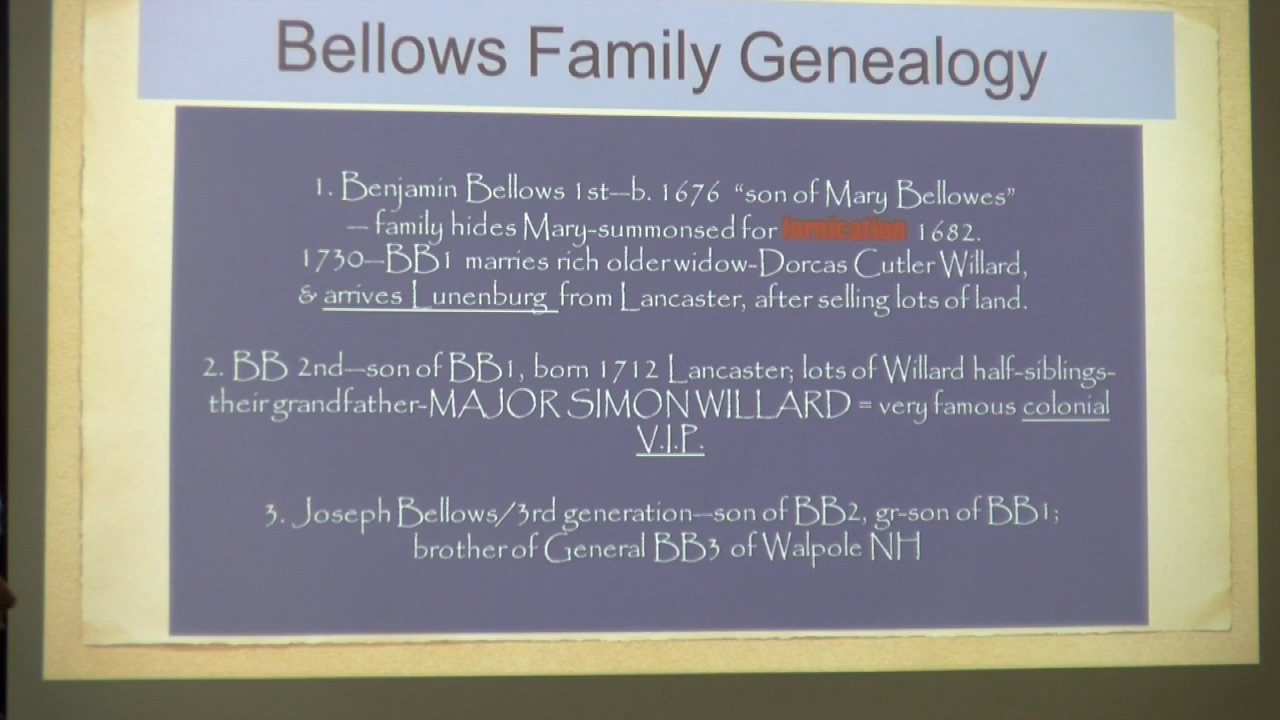 Bellows Family Genealogy
1. Benjamin Bellows 1st—b. 1676 “son of Mary Bellowes”
— family hides Mary-summonsed for fornication 1682.
1730—BB1 marries rich older widow-Dorcas Cutler Willard,
& arrives Lunenburg from Lancaster, after selling lots of land.
2. BB 2nd—son of BB1, born 1712 Lancaster; lots of Willard half-siblings-
their grandfather-MAJOR SIMON WILLARD = very famous colonial
V.I.P.
3. Joseph Bellows/3rd generation—son of BB2, gr-son of BB1;
brother of General BB3 of Walpole NH